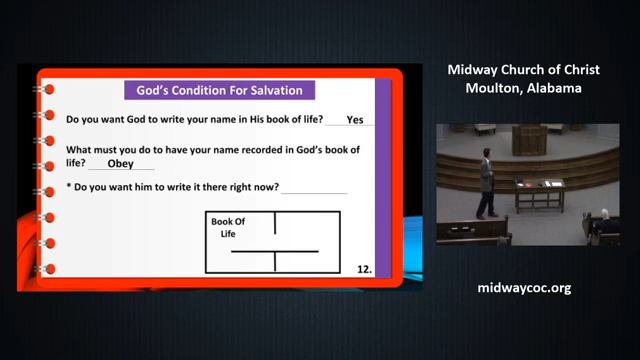 God's Condition For Salvation
Do you want God to write your name in His book of life? Yes
What must you do to have your name recorded in God's book of
life? Obey
* Do you want him to write it there right now?
Book Of
Life
12.
Midway Church of Christ
Moulton, Alabama
midwaycoc.org